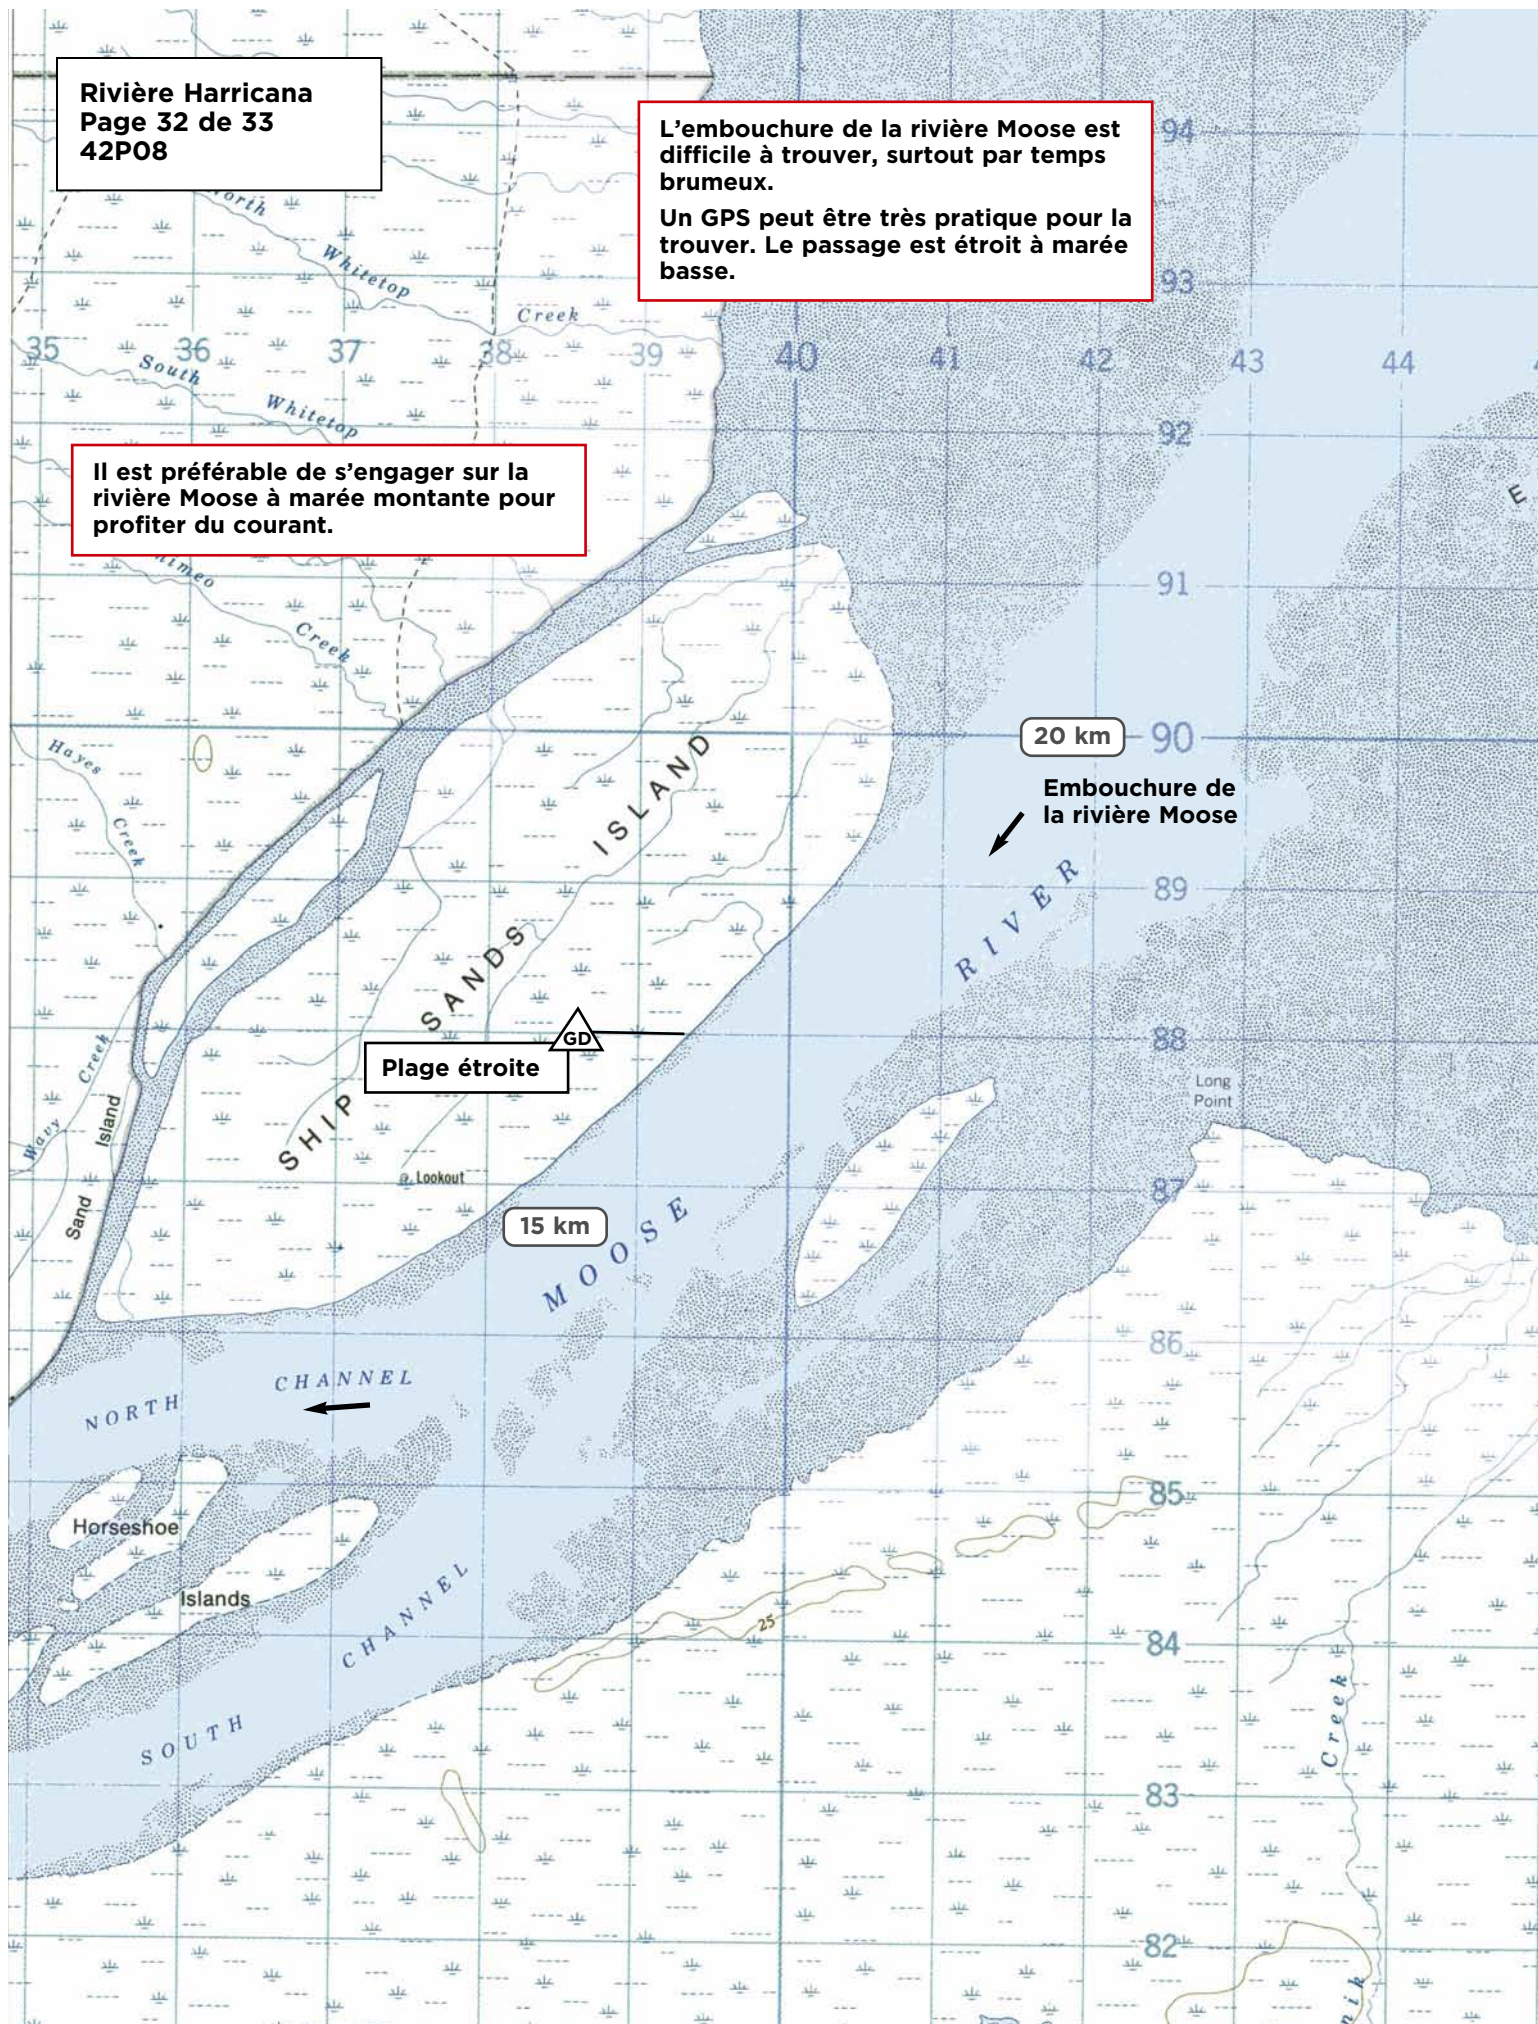 Rivière Harricana
Page 32 de 33
42P08
L'embouchure de la rivière Moose est
difficile à trouver, surtout par temps
brumeux.
Un GPS peut être très pratique pour la
trouver. Le passage est étroit à marée
basse.
94
93
North
Whitetop
Creek
35 36 37 38 39 40 41 42 43 44
South
Whitetop
92
E
Il est préférable de s'engager sur la
rivière Moose à marée montante pour
profiter du courant.
91
Creek
20 km
90
Hayes
Creek
Embouchure de
la rivière Moose
89
RIVER
SHIP SANDS ISLAND
GD
Plage étroite
88
Long
Point
Wavy Creek
Sand Island
Lookout
87
15 km
MOOSE
86
NORTH CHANNEL
85
Horseshoe
Islands
25
84
SOUTH CHANNEL
Creek
83
82